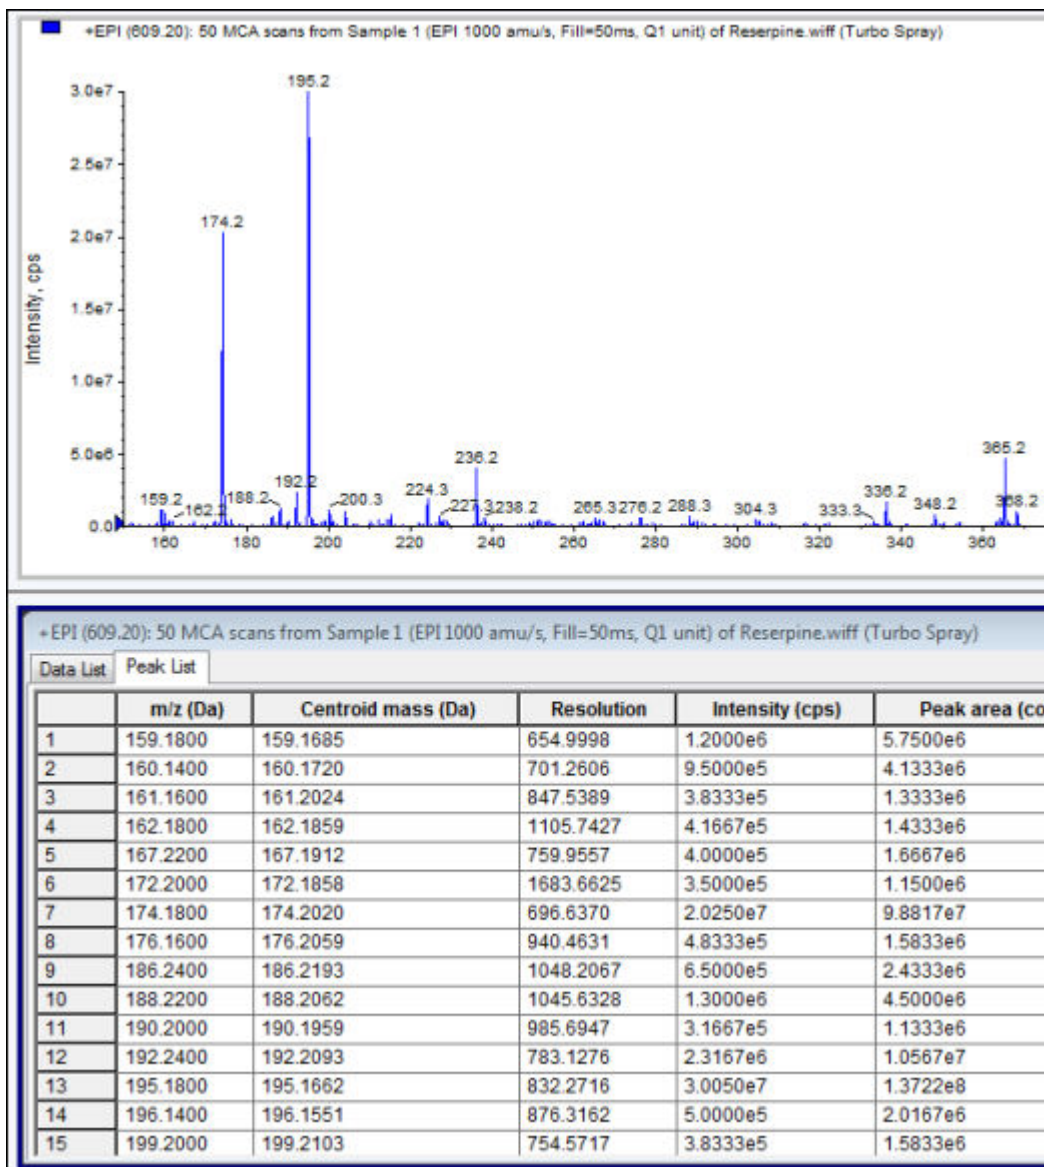 +EPI (609.20): 50 MCA scans from Sample 1 (EPI 1000 amu/s, Fill=50ms, Q1 unit) of Reserpine.wiff (Turbo Spray)
195.2
3.0e7
2.5e7
174.2
2.0e7
1.5e7
1.0e7
5.0e6
0.0
Intensity, cps
159.2 162.2 188.2 192.2 200.3 224.3 227.3 236.2 238.2 265.3 276.2 288.3 304.3 333.3 336.2 348.2 365.2 368.2
160 180 200 220 240 260 280 300 320 340 360
+EPI (609.20): 50 MCA scans from Sample 1 (EPI 1000 amu/s, Fill=50ms, Q1 unit) of Reserpine.wiff (Turbo Spray)
Data List Peak List
m/z (Da) Centroid mass (Da) Resolution Intensity (cps) Peak area (co
1 159.1800 159.1685 654.9998 1.2000e6 5.7500e6
2 160.1400 160.1720 701.2606 9.5000e5 4.1333e6
3 161.1600 161.2024 847.5389 3.8333e5 1.3333e6
4 162.1800 162.1859 1105.7427 4.1667e5 1.4333e6
5 167.2200 167.1912 759.9557 4.0000e5 1.6667e6
6 172.2000 172.1858 1683.6625 3.5000e5 1.1500e6
7 174.1800 174.2020 696.6370 2.0250e7 9.8817e7
8 176.1600 176.2059 940.4631 4.8333e5 1.5833e6
9 186.2400 186.2193 1048.2067 6.5000e5 2.4333e6
10 188.2200 188.2062 1045.6328 1.3000e6 4.5000e6
11 190.2000 190.1959 985.6947 3.1667e5 1.1333e6
12 192.2400 192.2093 783.1276 2.3167e6 1.0567e7
13 195.1800 195.1662 832.2716 3.0050e7 1.3722e8
14 196.1400 196.1551 876.3162 5.0000e5 2.0167e6
15 199.2000 199.2103 754.5717 3.8333e5 1.5833e6